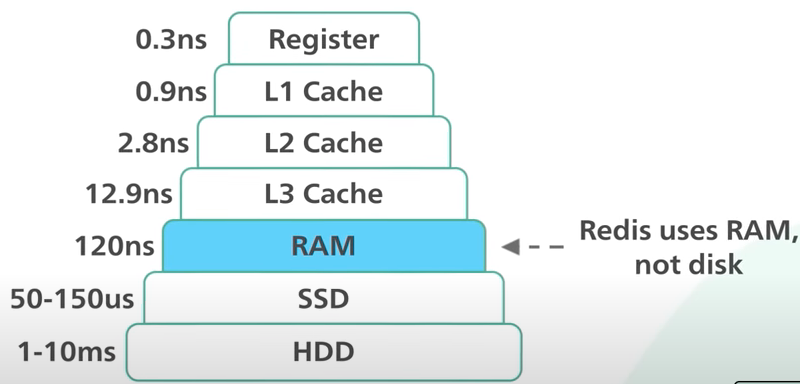 0.3ns Register
0.9ns L1 Cache
2.8ns L2 Cache
12.9ns L3 Cache
120ns RAM
Redis uses RAM,
not disk
50-150us SSD
1-10ms HDD